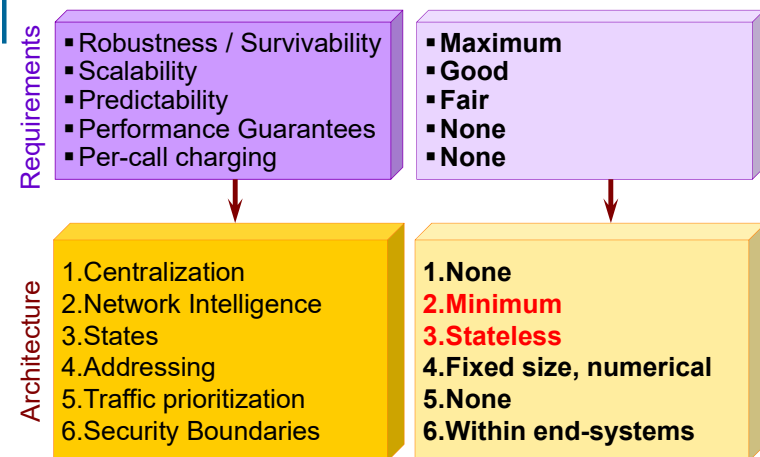 Requirements
▪Robustness / Survivability
▪Scalability
▪Predictability
▪Performance Guarantees
▪Per-call charging
▪Maximum
▪Good
▪Fair
▪None
▪None
Architecture
1.Centralization
2.Network Intelligence
3.States
4.Addressing
5.Traffic prioritization
6.Security Boundaries
1.None
2.Minimum
3.Stateless
4.Fixed size, numerical
5.None
6.Within end-systems